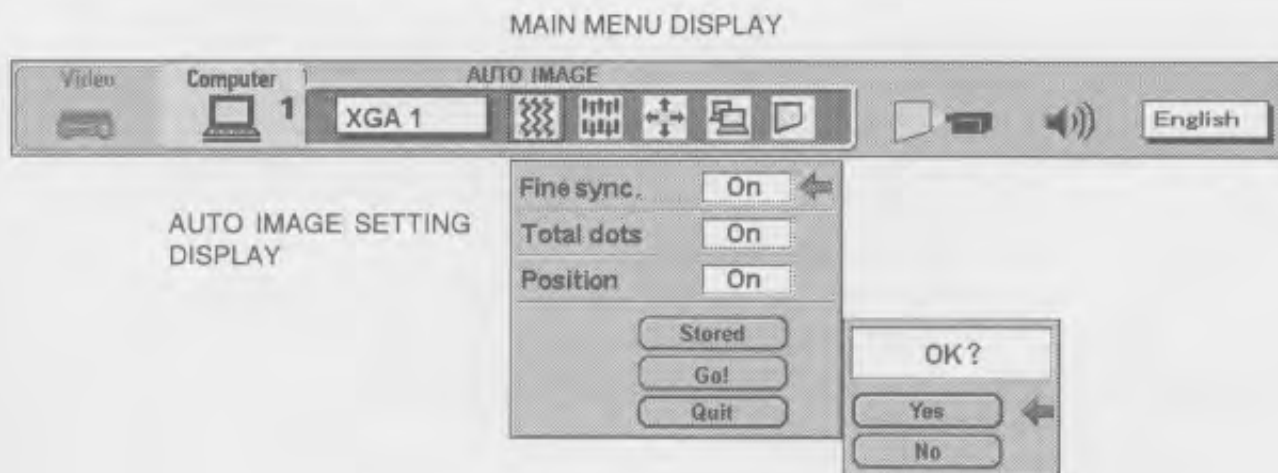 MAIN MENU DISPLAY
Video
Computer
AUTO IMAGE
1
XGA 1
English
AUTO IMAGE SETTING
DISPLAY
Fine sync. On
Total dots On
Position On
Stored
Go!
Quit
OK?
Yes
No